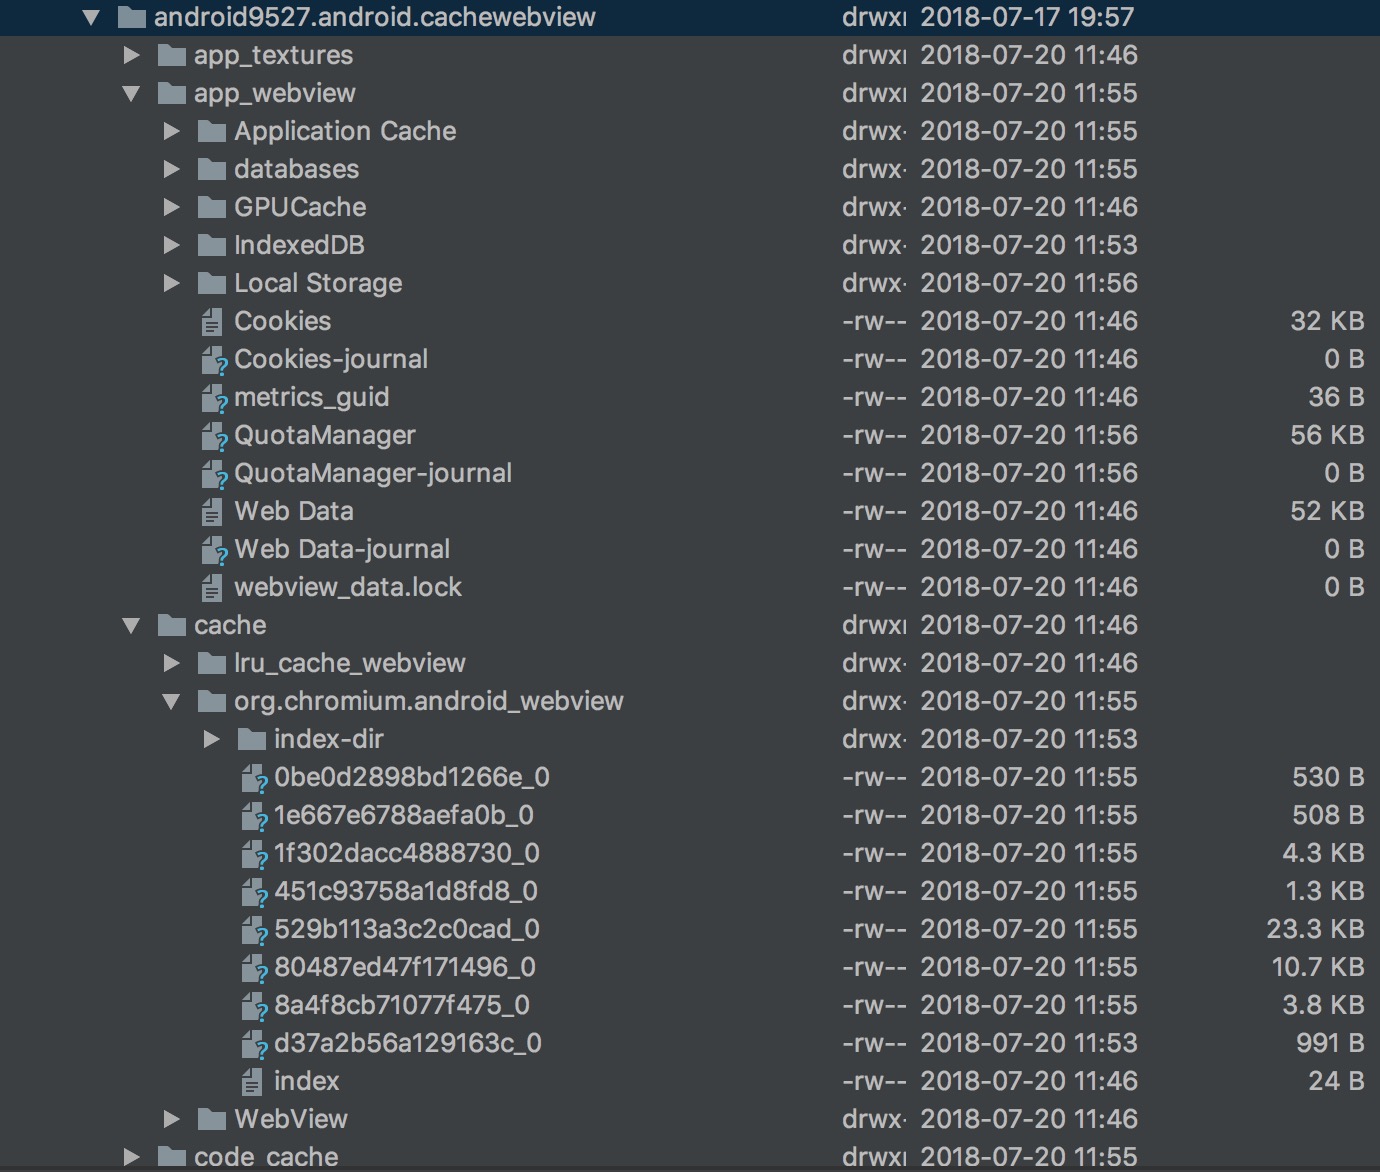 android9527.android.cachewebview drwxr 2018-07-17 19:57
app_textures drwxr 2018-07-20 11:46
app_webview drwxr 2018-07-20 11:55
Application Cache drwx- 2018-07-20 11:55
databases drwx- 2018-07-20 11:55
GPUCache drwx- 2018-07-20 11:46
IndexedDB drwx- 2018-07-20 11:53
Local Storage drwx- 2018-07-20 11:56
Cookies -rw-- 2018-07-20 11:46 32 KB
Cookies-journal -rw-- 2018-07-20 11:46 0 B
metrics_guid -rw-- 2018-07-20 11:46 36 B
QuotaManager -rw-- 2018-07-20 11:56 56 KB
QuotaManager-journal -rw-- 2018-07-20 11:56 0 B
Web Data -rw-- 2018-07-20 11:46 52 KB
Web Data-journal -rw-- 2018-07-20 11:46 0 B
webview_data.lock -rw-- 2018-07-20 11:46 0 B
cache drwxr 2018-07-20 11:46
lru_cache_webview drwx- 2018-07-20 11:46
org.chromium.android_webview drwx- 2018-07-20 11:55
index-dir drwx- 2018-07-20 11:53
0be0d2898bd1266e_0 -rw-- 2018-07-20 11:55 530 B
1e667e6788aefa0b_0 -rw-- 2018-07-20 11:55 508 B
1f302dacc4888730_0 -rw-- 2018-07-20 11:55 4.3 KB
451c93758a1d8fd8_0 -rw-- 2018-07-20 11:55 1.3 KB
529b113a3c2c0cad_0 -rw-- 2018-07-20 11:55 23.3 KB
80487ed47f171496_0 -rw-- 2018-07-20 11:55 10.7 KB
8a4f8cb71077f475_0 -rw-- 2018-07-20 11:55 3.8 KB
d37a2b56a129163c_0 -rw-- 2018-07-20 11:53 991 B
index -rw-- 2018-07-20 11:46 24 B
WebView drwx- 2018-07-20 11:46
code_cache drwxr 2018-07-20 11:55